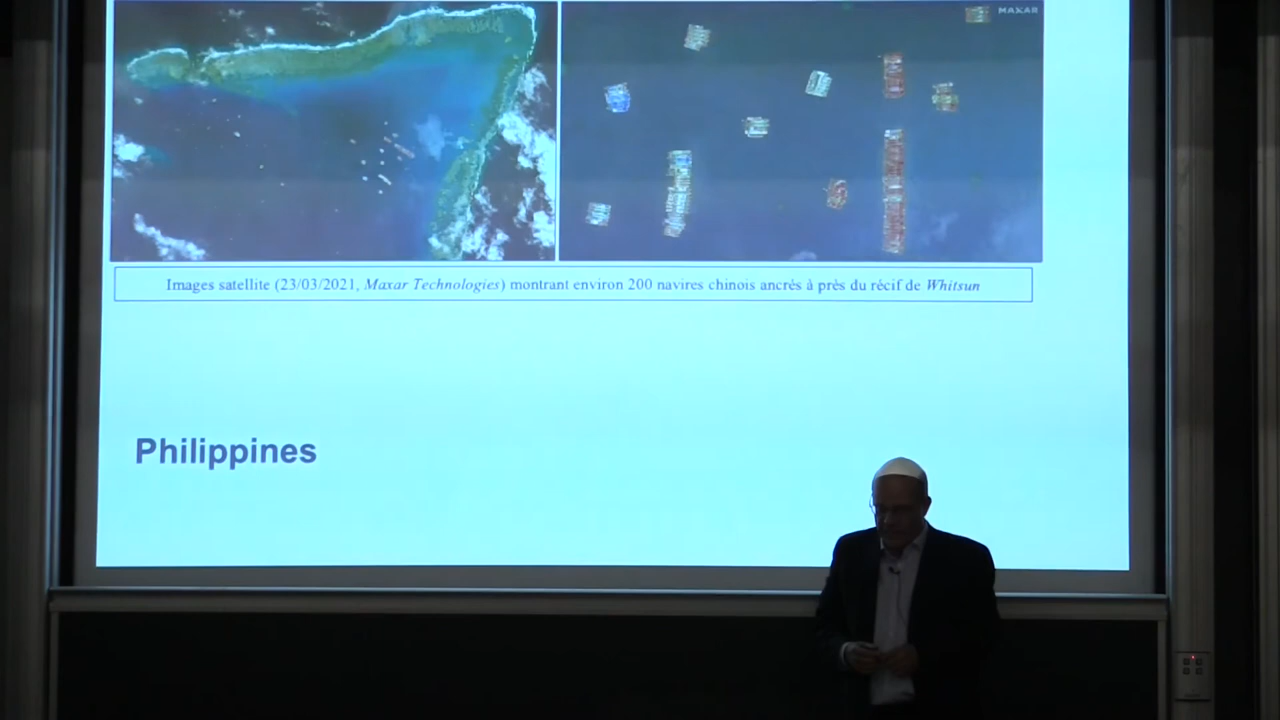 MAXAR
Images satellite (23/03/2021, Maxar Technologies) montrant environ 200 navires chinois ancrés à près du récif de Whitsun
Philippines